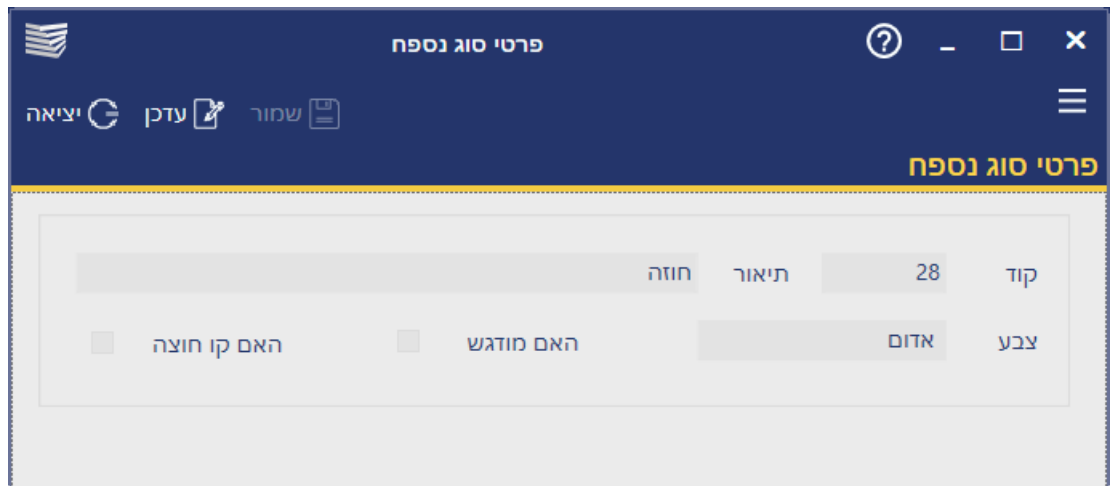 פרטי סוג נספח
שמור עדכן יציאה
פרטי סוג נספח
קוד 28 תיאור חוזה
צבע אדום האם מודגש האם קו חוצה